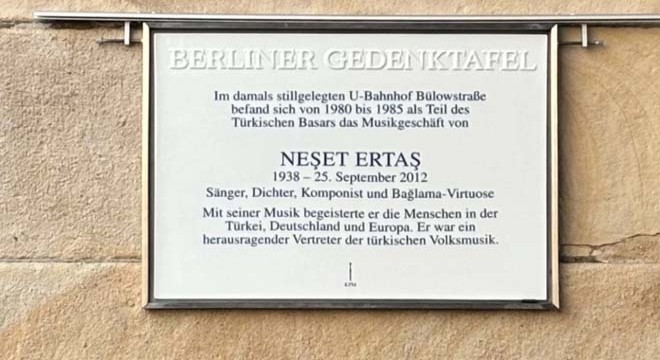 BERLINER GEDENKTAFEL
Im damals stillgelegten U-Bahnhof Bülowstraße
befand sich von 1980 bis 1985 als Teil des
Türkischen Basars das Musikgeschäft von
NEŞET ERTAŞ
1938 – 25. September 2012
Sänger, Dichter, Komponist und Bağlama-Virtuose
Mit seiner Musik begeisterte er die Menschen in der
Türkei, Deutschland und Europa. Er war ein
herausragender Vertreter der türkischen Volksmusik.
KPM